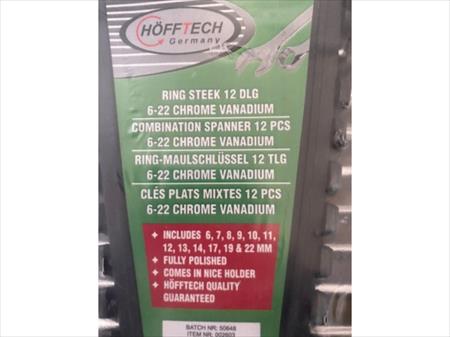 HÖFFTECH
Germany
RING STEEK 12 DLG
6-22 CHROME VANADIUM
COMBINATION SPANNER 12 PCS
6-22 CHROME VANADIUM
RING-MAULSCHLÜSSEL 12 TLG
6-22 CHROME VANADIUM
CLÉS PLATS MIXTES 12 PCS
6-22 CHROME VANADIUM
+ INCLUDES 6, 7, 8, 9, 10, 11,
12, 13, 14, 17, 19 & 22 MM
+ FULLY POLISHED
+ COMES IN NICE HOLDER
+ HÖFFTECH QUALITY
GUARANTEED
BATCH NR: 50648
ITEM NR: 002603